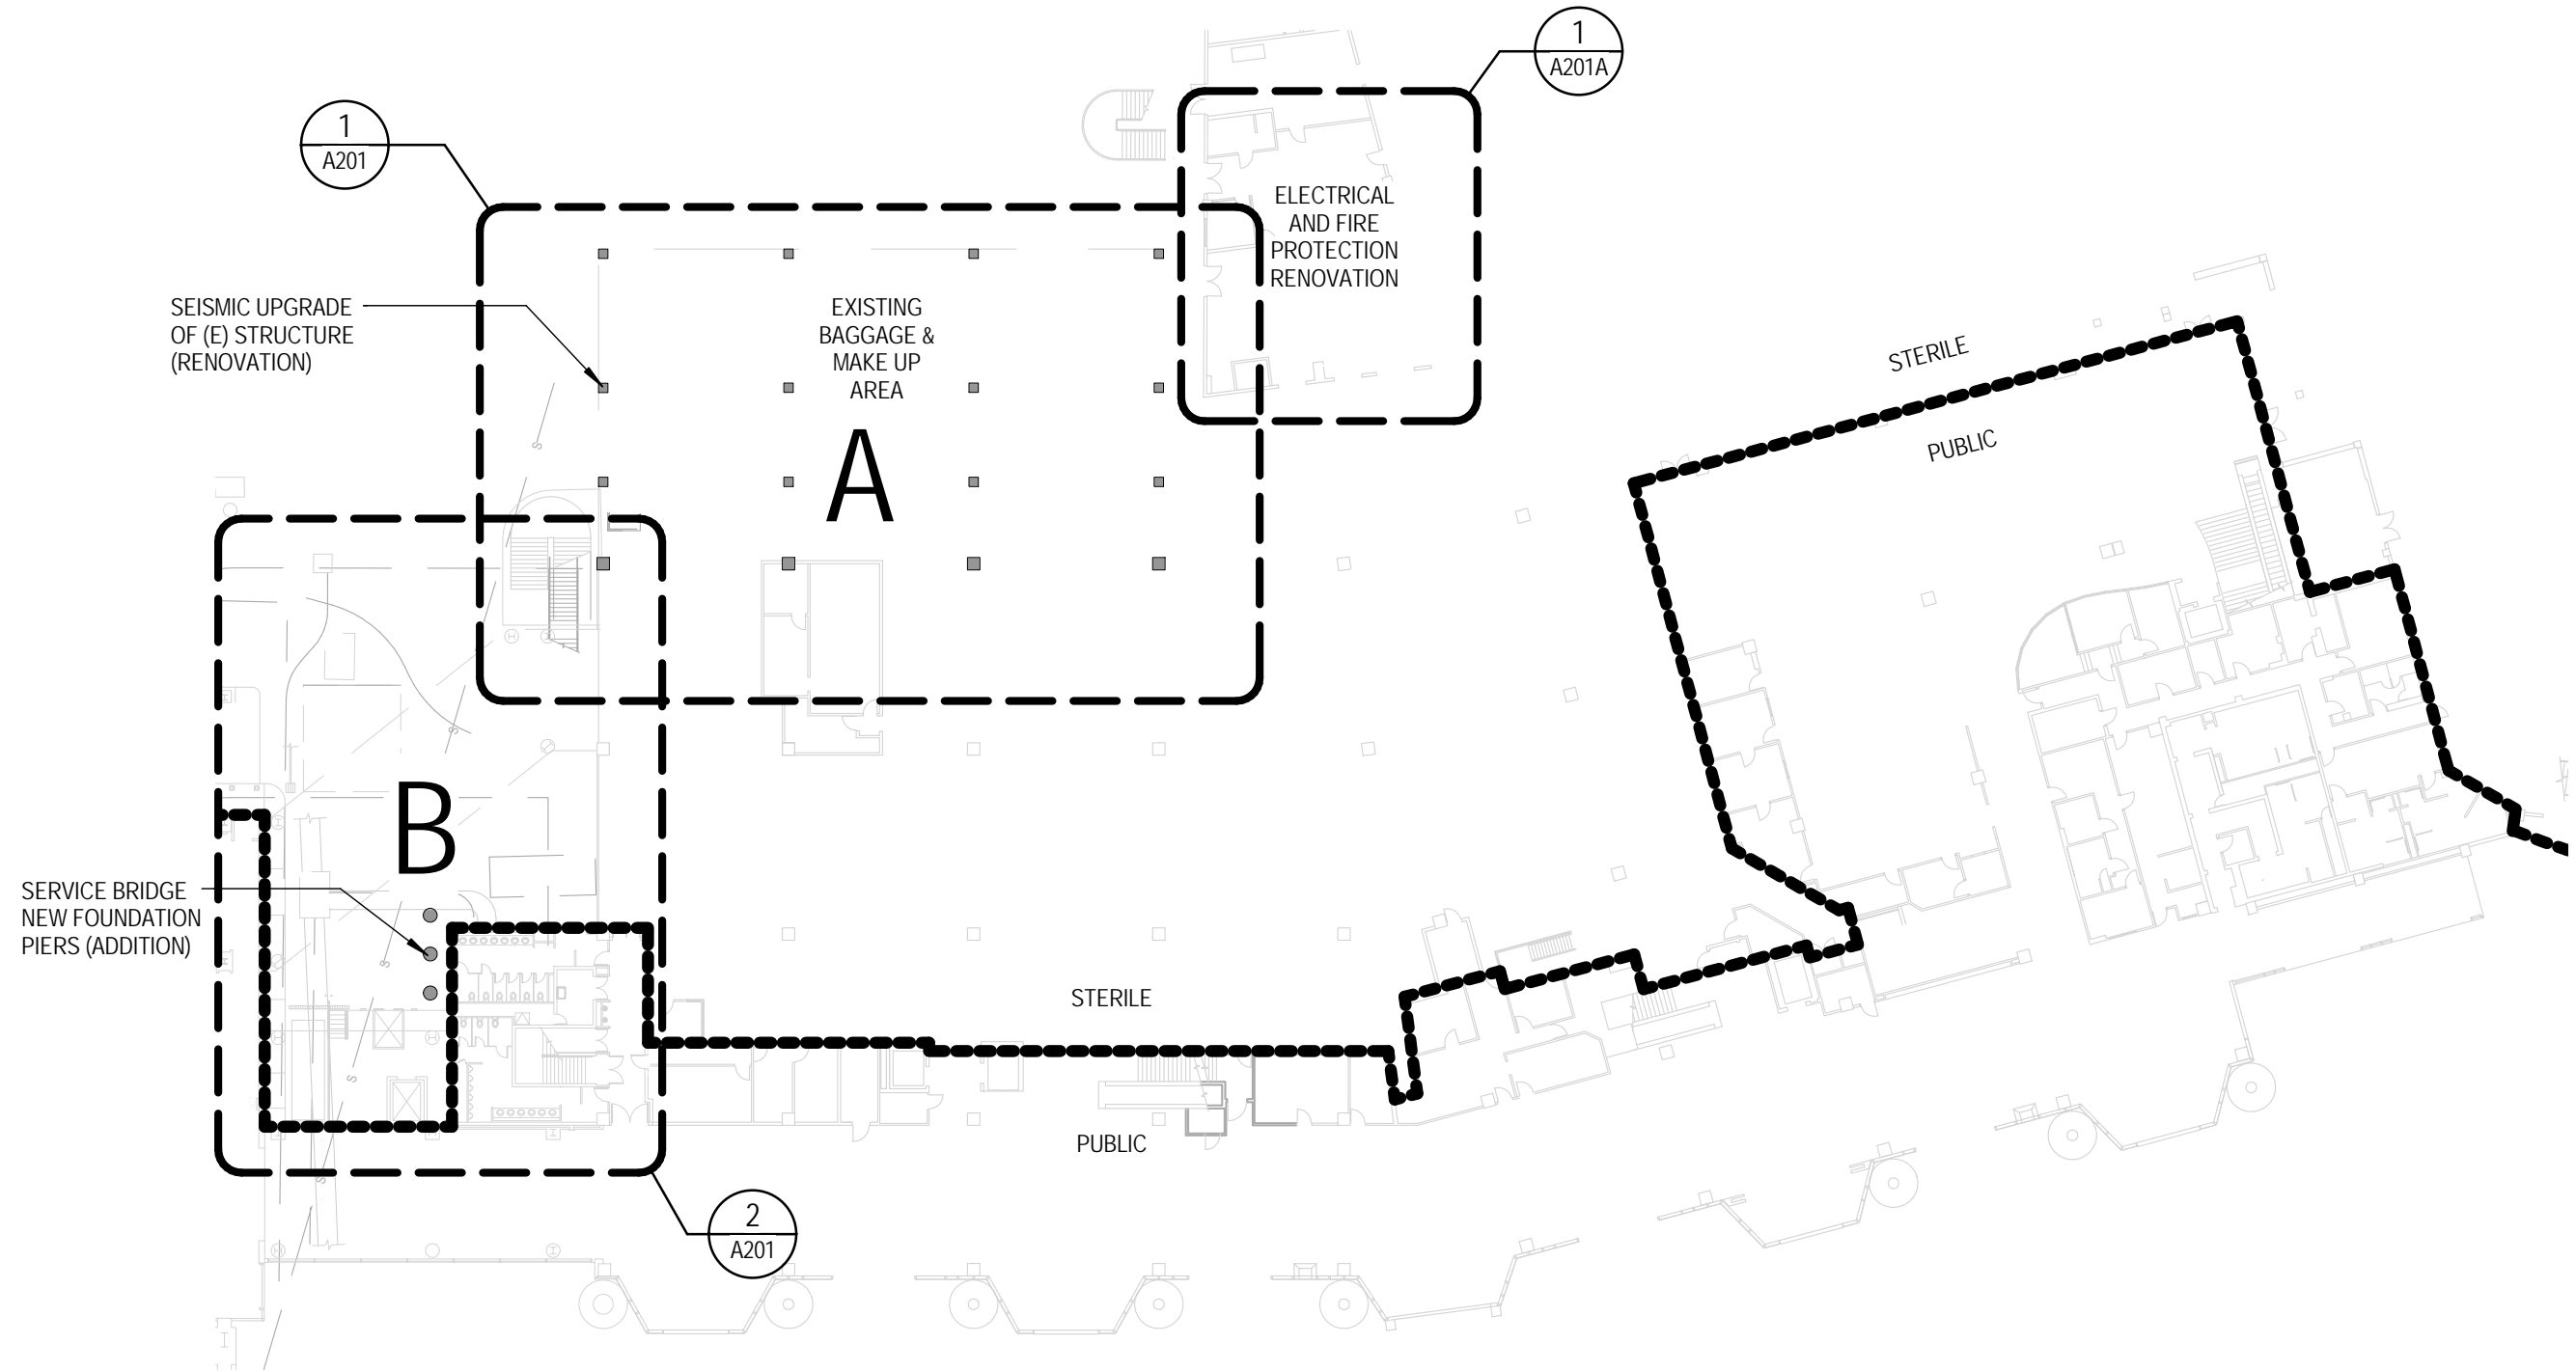 1
A201A
1
A201
ELECTRICAL
AND FIRE
PROTECTION
RENOVATION
SEISMIC UPGRADE
OF (E) STRUCTURE
(RENOVATION)
EXISTING
BAGGAGE &
MAKE UP
AREA
A
STERILE
PUBLIC
S
S
S
B
SERVICE BRIDGE
NEW FOUNDATION
PIERS (ADDITION)
S
STERILE
S
PUBLIC
S
2
A201